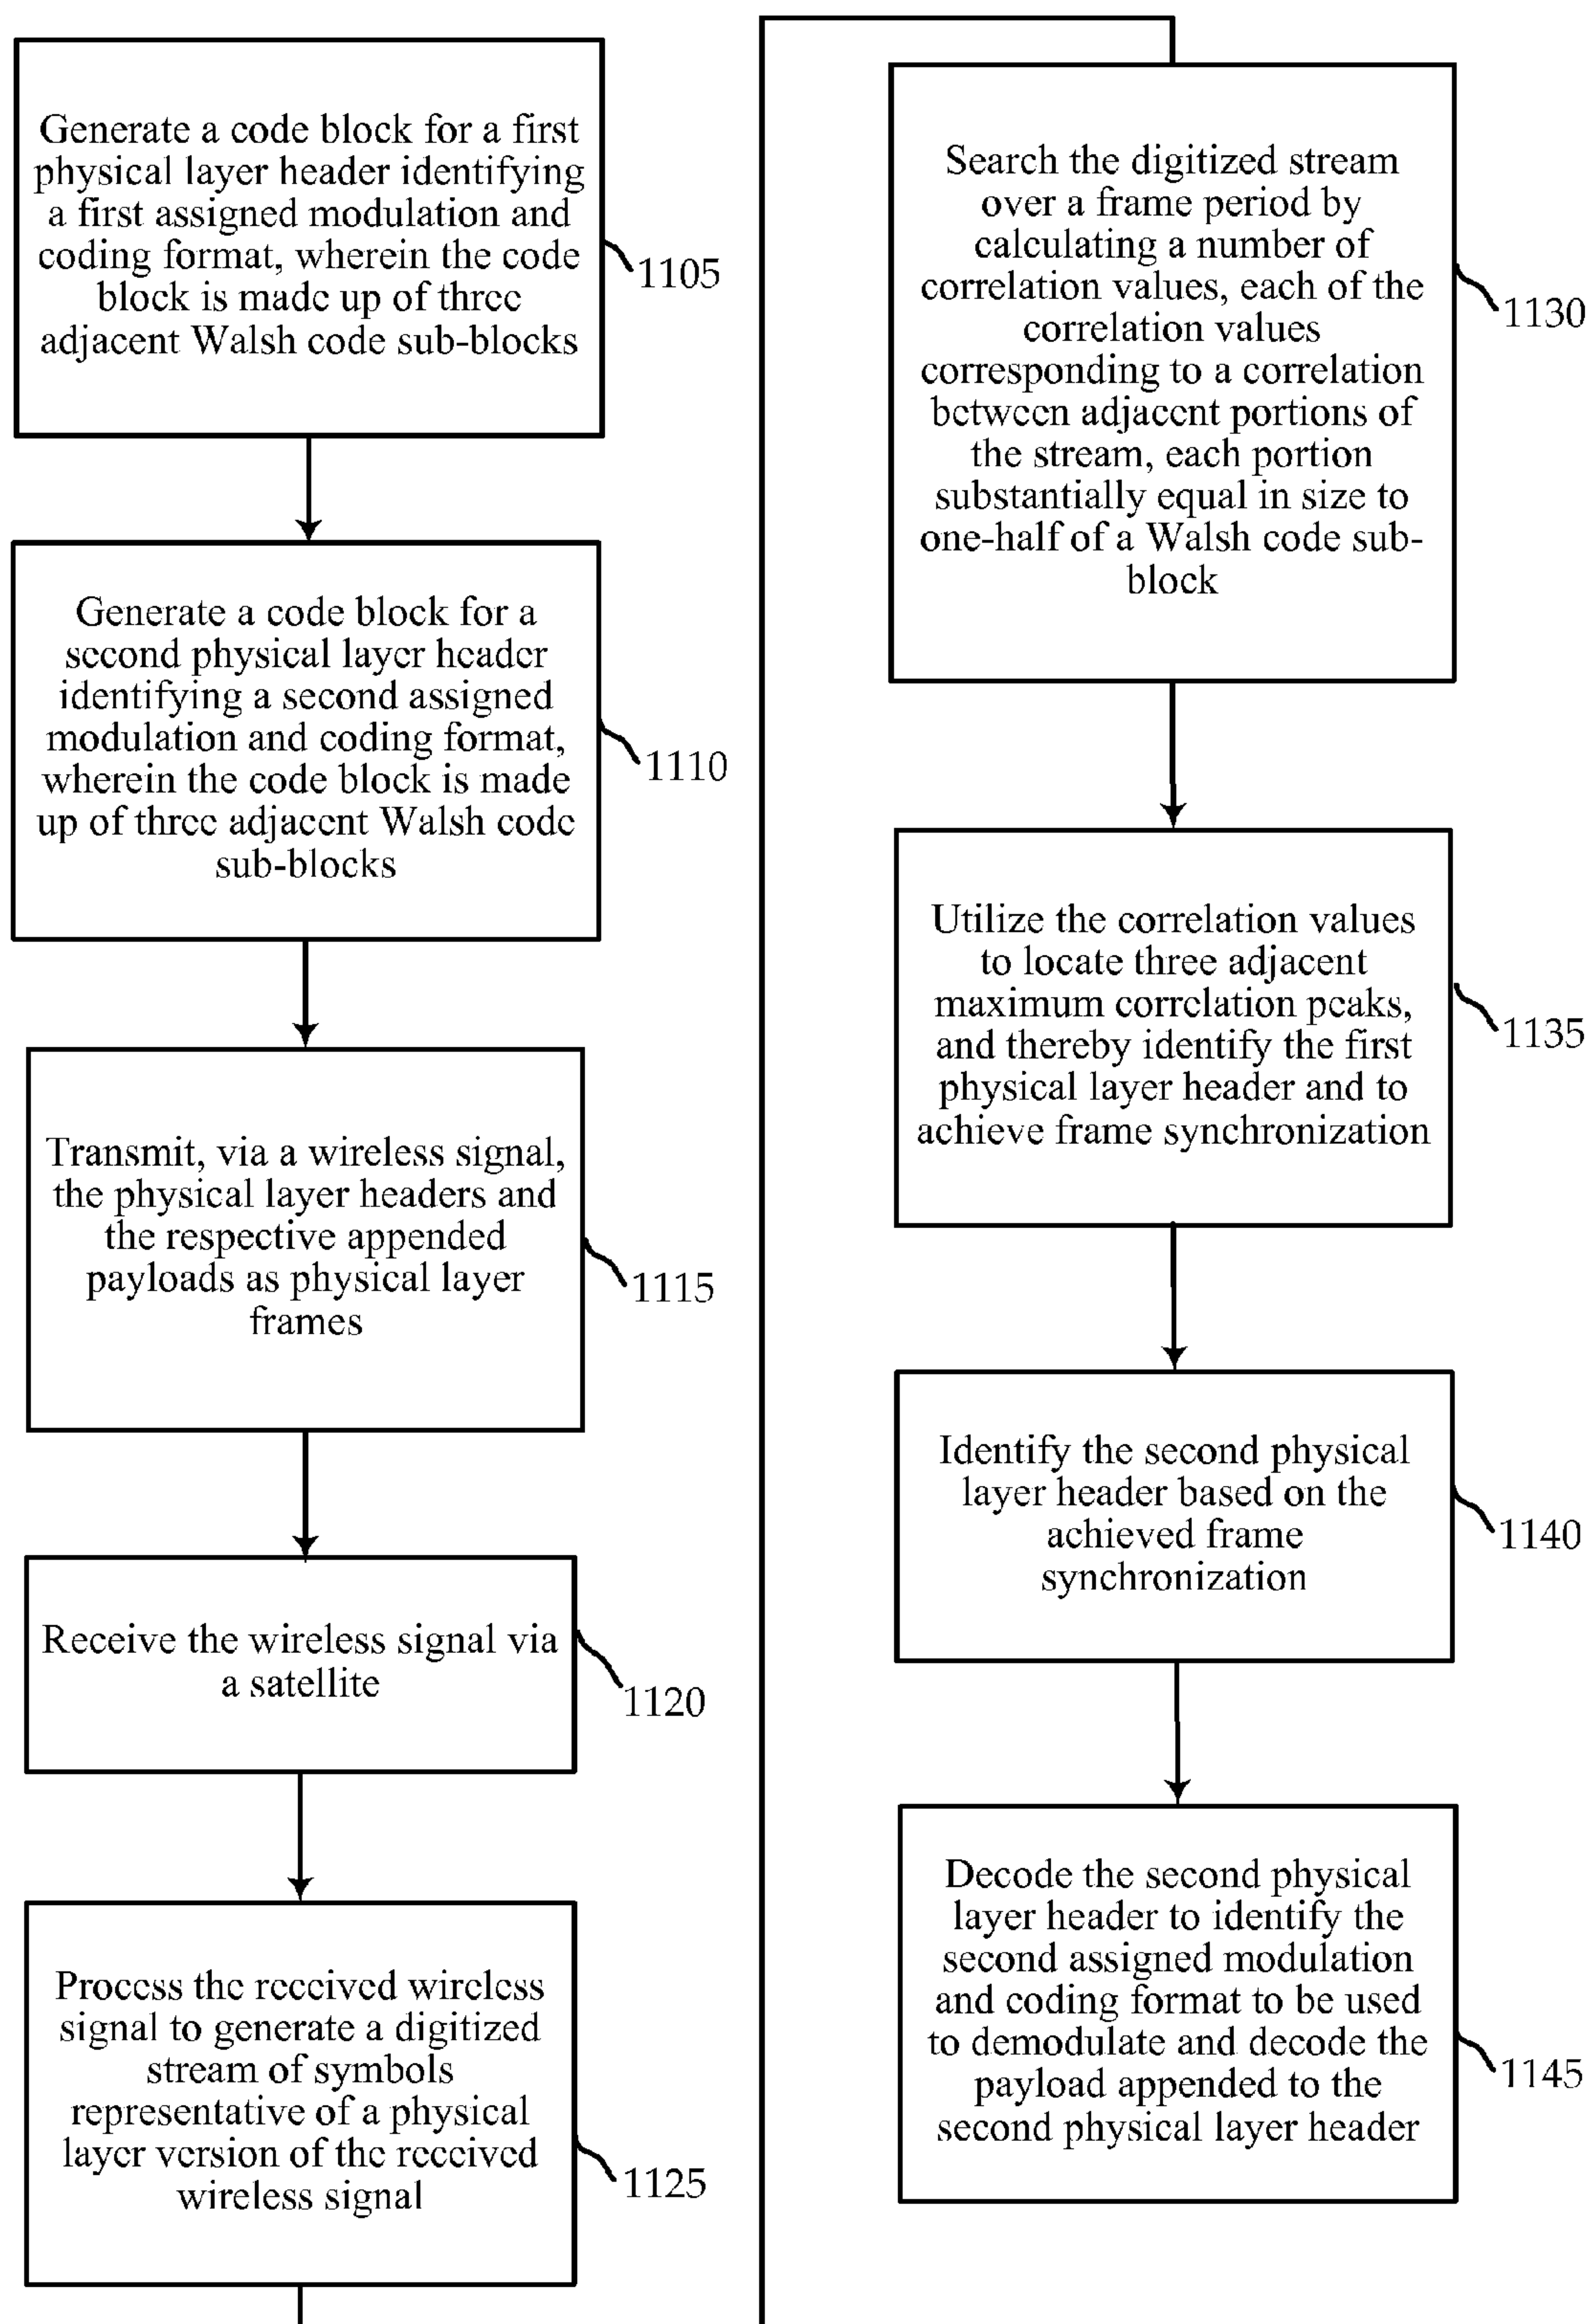 Generate a code block for a first
physical layer header identifying
a first assigned modulation and
coding format, wherein the code
block is made up of three
adjacent Walsh code sub-blocks
1105
Generate a code block for a
second physical layer header
identifying a second assigned
modulation and coding format,
wherein the code block is made
up of three adjacent Walsh code
sub-blocks
1110
Transmit, via a wireless signal,
the physical layer headers and
the respective appended
payloads as physical layer
frames
1115
Receive the wireless signal via
a satellite
1120
Process the received wireless
signal to generate a digitized
stream of symbols
representative of a physical
layer version of the received
wireless signal
1125
Search the digitized stream
over a frame period by
calculating a number of
correlation values, each of the
correlation values
corresponding to a correlation
between adjacent portions of
the stream, each portion
substantially equal in size to
one-half of a Walsh code sub-
block
1130
Utilize the correlation values
to locate three adjacent
maximum correlation peaks,
and thereby identify the first
physical layer header and to
achieve frame synchronization
1135
Identify the second physical
layer header based on the
achieved frame
synchronization
1140
Decode the second physical
layer header to identify the
second assigned modulation
and coding format to be used
to demodulate and decode the
payload appended to the
second physical layer header
1145